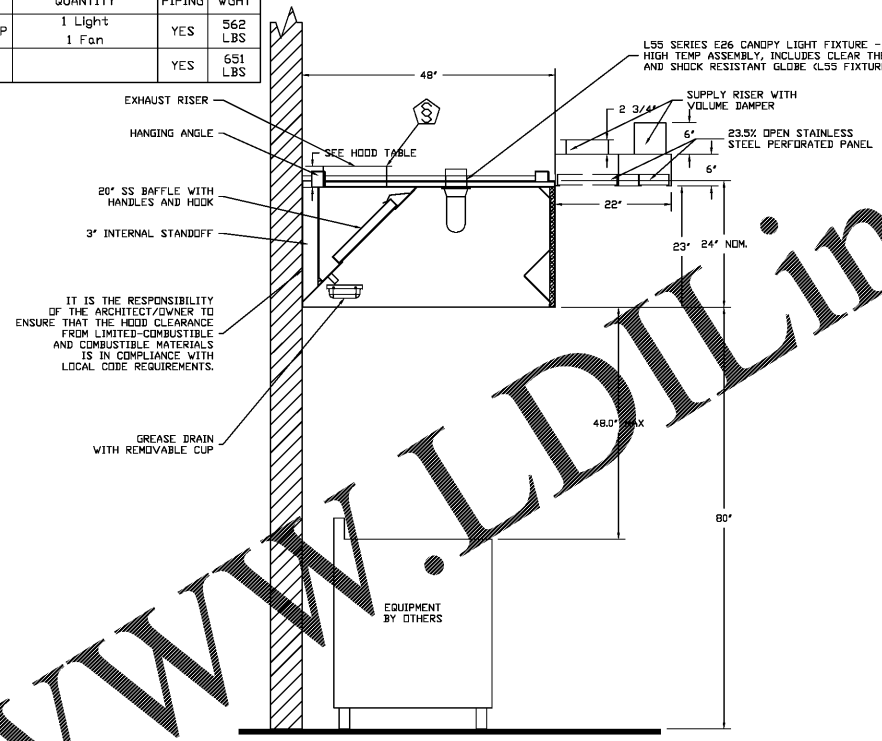 QUANTITY PIPING WGHT
P 1 Light 1 Fan YES 562 LBS
YES 651 LBS
L55 SERIES E26 CANOPY LIGHT FIXTURE -
HIGH TEMP ASSEMBLY, INCLUDES CLEAR THE
AND SHOCK RESISTANT GLOBE (L55 FIXTUR
48"
EXHAUST RISER
SUPPLY RISER WITH
VOLUME DAMPER
2 3/4"
6"
HANGING ANGLE
23.5% OPEN STAINLESS
STEEL PERFORATED PANEL
SEE HOOD TABLE
6"
20" SS BAFFLE WITH
HANDLES AND HOOK
22"
3" INTERNAL STANDOFF
23"
24" NOM.
IT IS THE RESPONSIBILITY
OF THE ARCHITECT/OWNER TO
ENSURE THAT THE HOOD CLEARANCE
FROM LIMITED-COMBUSTIBLE
AND COMBUSTIBLE MATERIALS
IS IN COMPLIANCE WITH
LOCAL CODE REQUIREMENTS.
48.0" MAX
GREASE DRAIN
WITH REMOVABLE CUP
80"
EQUIPMENT
BY OTHERS
WWW.LDILin